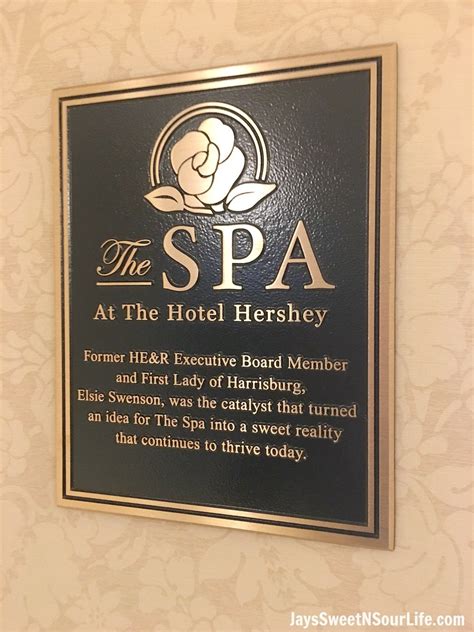 The SPA
At The Hotel Hershey
Former HE&R Executive Board Member
and First Lady of Harrisburg,
Elsie Swenson, was the catalyst that turned
an idea for The Spa into a sweet reality
that continues to thrive today.
JaysSweetNSourLife.com